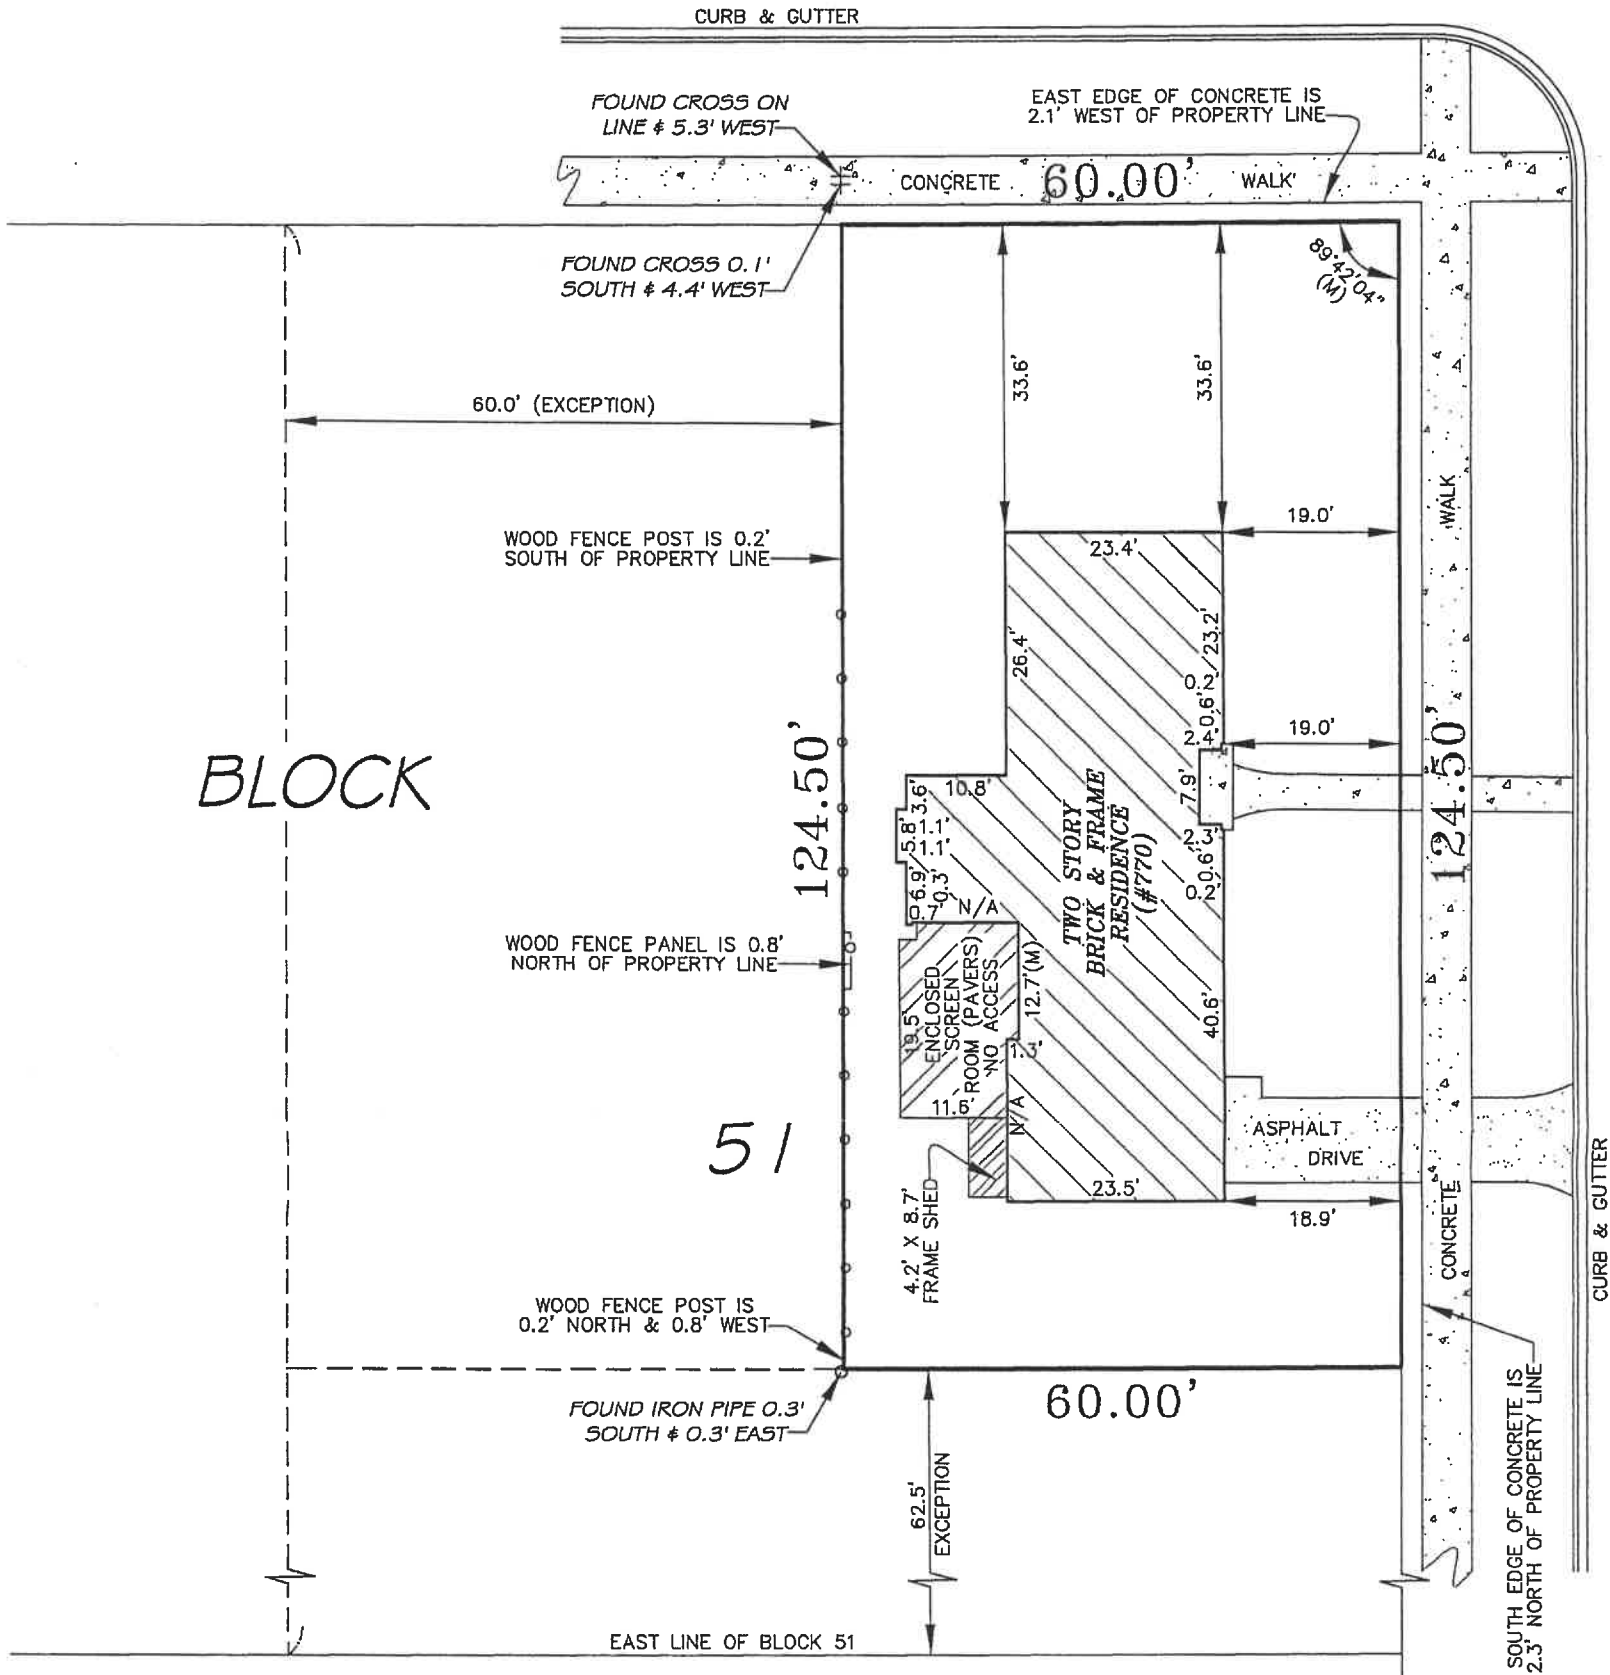 CURB & GUTTER
FOUND CROSS ON
LINE & 5.3' WEST
EAST EDGE OF CONCRETE IS
2.1' WEST OF PROPERTY LINE
CONCRETE
60.00'
WALK
FOUND CROSS 0.1'
SOUTH & 4.4' WEST
89°42'04"
(M)
33.6'
33.6'
60.0' (EXCEPTION)
WALK
WOOD FENCE POST IS 0.2'
SOUTH OF PROPERTY LINE
19.0'
23.4'
26.4'
23.2'
0.2'
0.6'
2.4'
19.0'
BLOCK
124.50'
124.50'
7.9'
10.8'
3.6'
5.8'
1.1'
1.1'
6.9'
0.3'
0.7'
N/A
2.3'
0.6'
0.2'
TWO STORY
BRICK & FRAME
RESIDENCE
(#770)
WOOD FENCE PANEL IS 0.8'
NORTH OF PROPERTY LINE
19.5'
ENCLOSED
SCREEN
ROOM (PAVERS)
NO ACCESS
12.7'(M)
1.3'
40.6'
11.6'
N/A
51
ASPHALT
DRIVE
23.5'
18.9'
4.2' X 8.7'
FRAME SHED
CONCRETE
CURB & GUTTER
WOOD FENCE POST IS
0.2' NORTH & 0.8' WEST
60.00'
FOUND IRON PIPE 0.3'
SOUTH & 0.3' EAST
62.5'
EXCEPTION
SOUTH EDGE OF CONCRETE IS
2.3' NORTH OF PROPERTY LINE
EAST LINE OF BLOCK 51